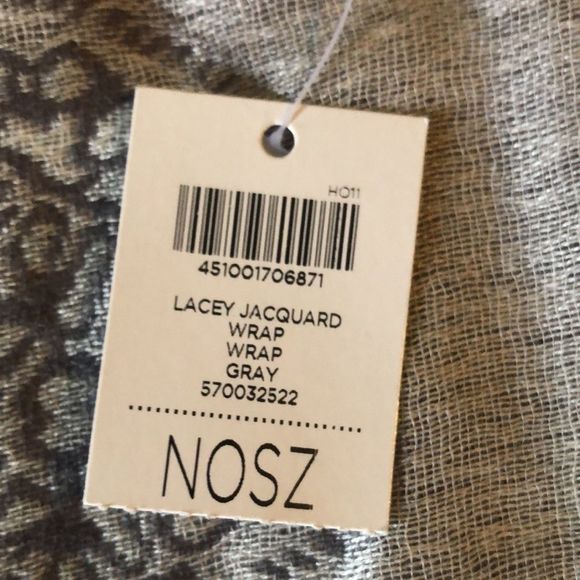 HO11
451001706871
LACEY JACQUARD
WRAP
WRAP
GRAY
570032522
NOSZ